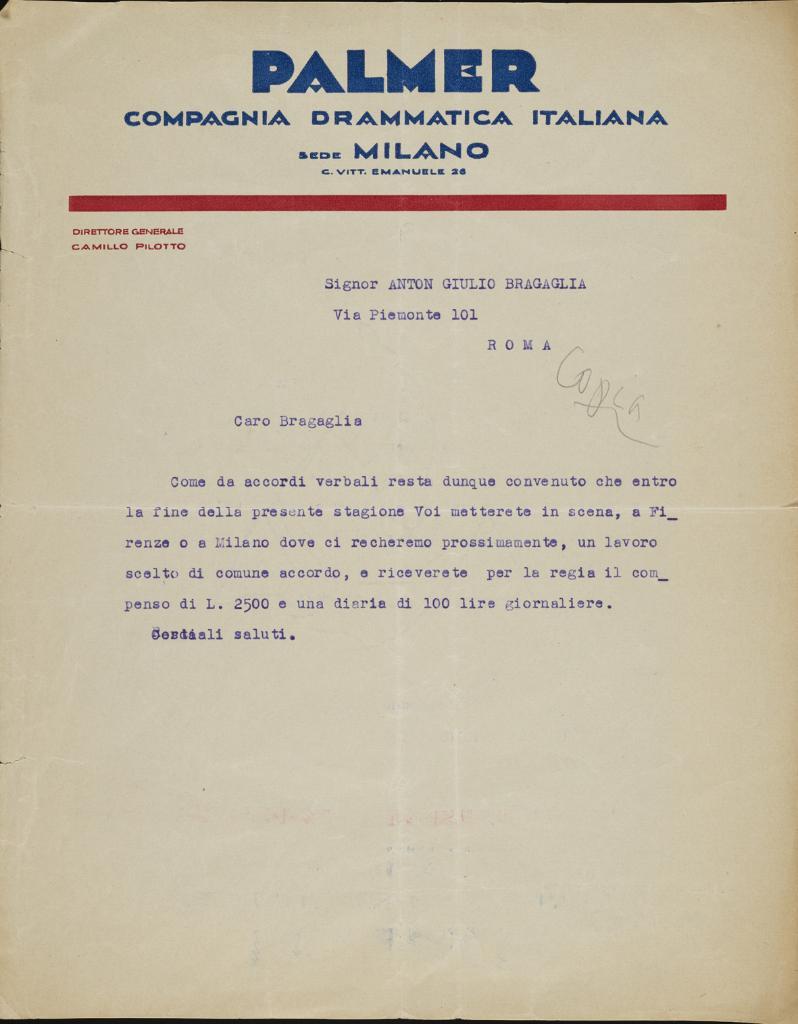 PALMER
COMPAGNIA DRAMMATICA ITALIANA
SEDE MILANO
C. VITT. EMANUELE 26
DIRETTORE GENERALE
CAMILLO PILOTTO
Signor ANTON GIULIO BRAGAGLIA
Via Piemonte 101
R O M A
Copia
Caro Bragaglia
Come da accordi verbali resta dunque convenuto che entro
la fine della presente stagione Voi metterete in scena, a Fi_
renze o a Milano dove ci recheremo prossimamente, un lavoro
scelto di comune accordo, e riceverete per la regia il com_
penso di L. 2500 e una diaria di 100 lire giornaliere.
saluti.